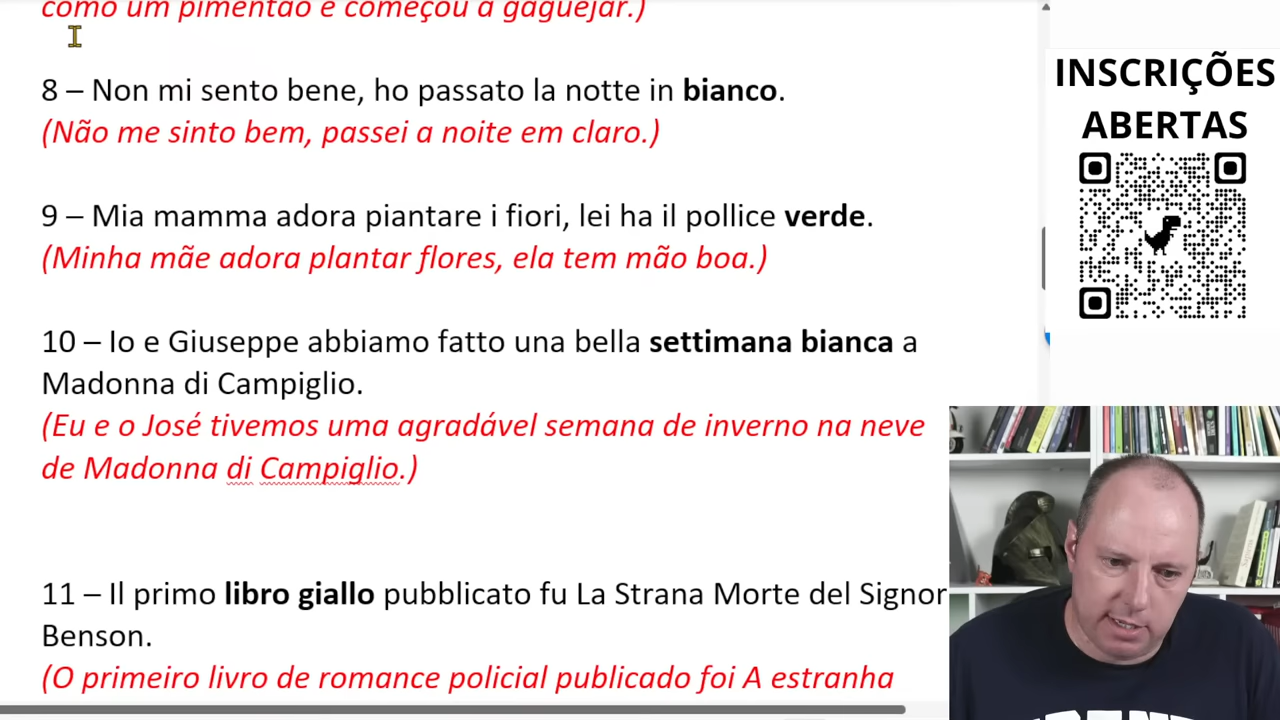 como um pimentão e começou a gaguejar.)
8 – Non mi sento bene, ho passato la notte in bianco.
(Não me sinto bem, passei a noite em claro.)
9 – Mia mamma adora piantare i fiori, lei ha il pollice verde.
(Minha mãe adora plantar flores, ela tem mão boa.)
10 – Io e Giuseppe abbiamo fatto una bella settimana bianca a
Madonna di Campiglio.
(Eu e o José tivemos uma agradável semana de inverno na neve
de Madonna di Campiglio.)
11 – Il primo libro giallo pubblicato fu La Strana Morte del Signor
Benson.
(O primeiro livro de romance policial publicado foi A estranha
INSCRIÇÕES
ABERTAS